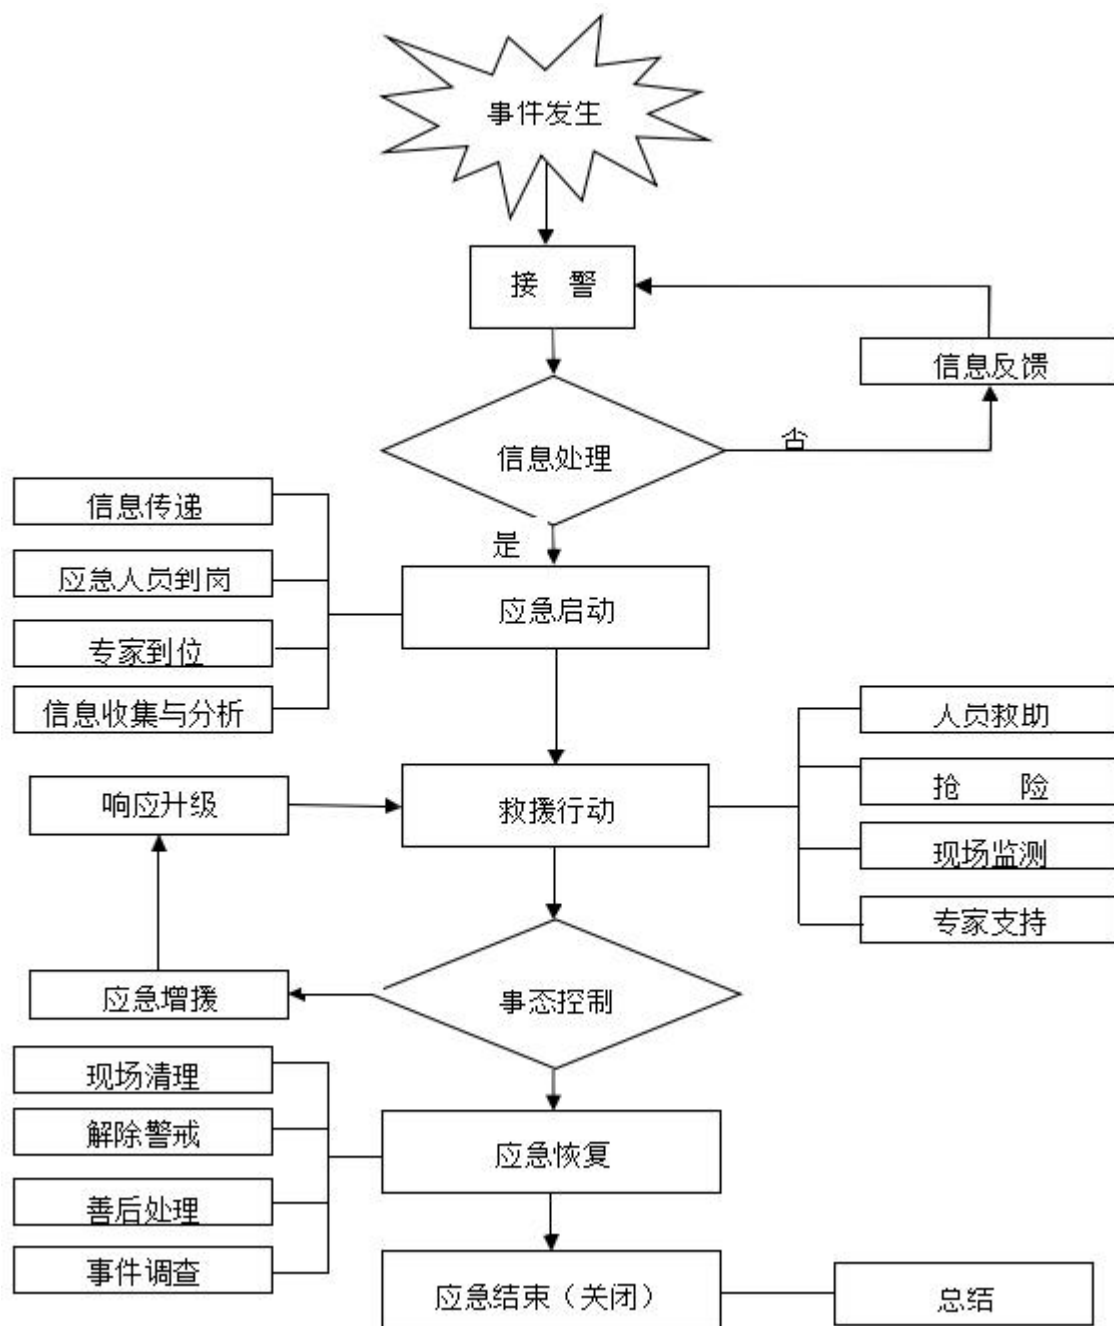 事件发生
接 警
信息反馈
信息处理
否
是
信息传递
应急人员到岗
专家到位
信息收集与分析
应急启动
人员救助
抢 险
现场监测
专家支持
响应升级
救援行动
应急增援
事态控制
现场清理
解除警戒
善后处理
事件调查
应急恢复
应急结束（关闭）
总结